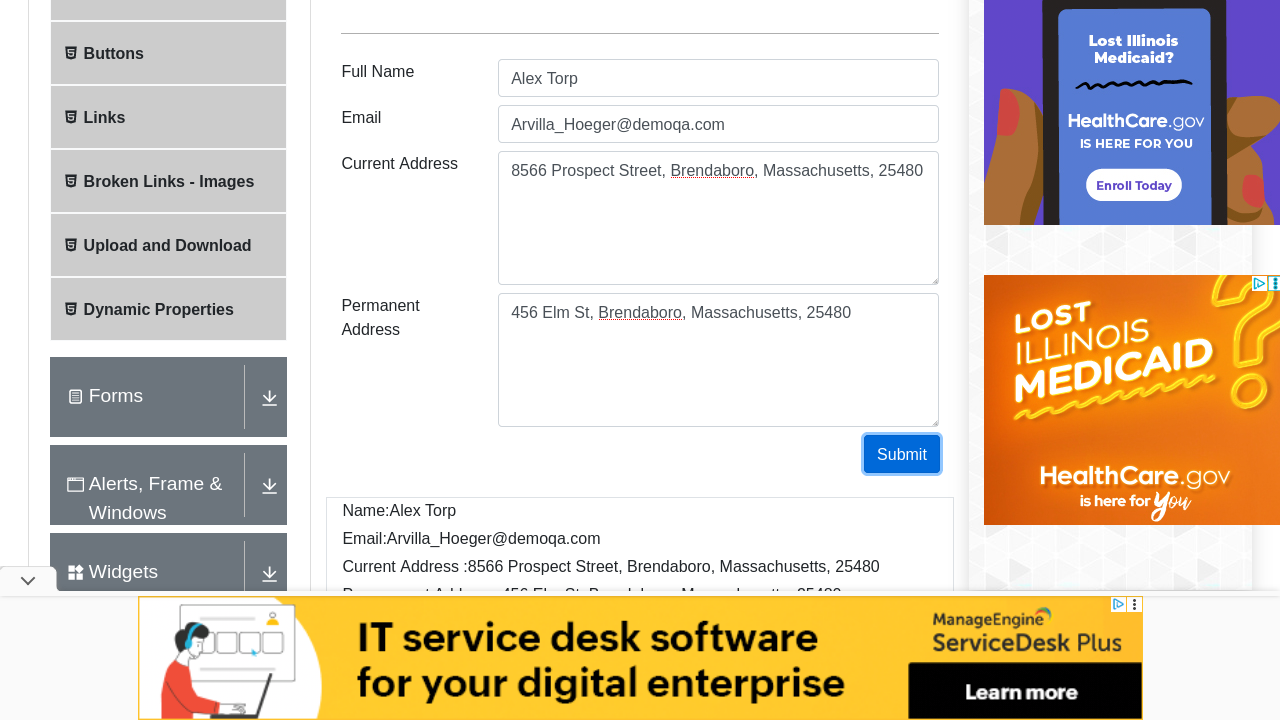 Buttons
Links
Broken Links - Images
Upload and Download
Dynamic Properties
Forms
Alerts, Frame &
Windows
Widgets
Full Name
Alex Torp
Email
Arvilla_Hoeger@demoqa.com
Current Address
8566 Prospect Street, Brendaboro, Massachusetts, 25480
Permanent
Address
456 Elm St, Brendaboro, Massachusetts, 25480
Submit
Name:Alex Torp
Email:Arvilla_Hoeger@demoqa.com
Current Address :8566 Prospect Street, Brendaboro, Massachusetts, 25480
Lost Illinois
Medicaid?
HealthCare.gov
IS HERE FOR YOU
Enroll Today
LOST
ILLINOIS
MEDICAID
?
HealthCare.gov
is here for You
IT service desk software
for your digital enterprise
ManageEngine
ServiceDesk Plus
Learn more